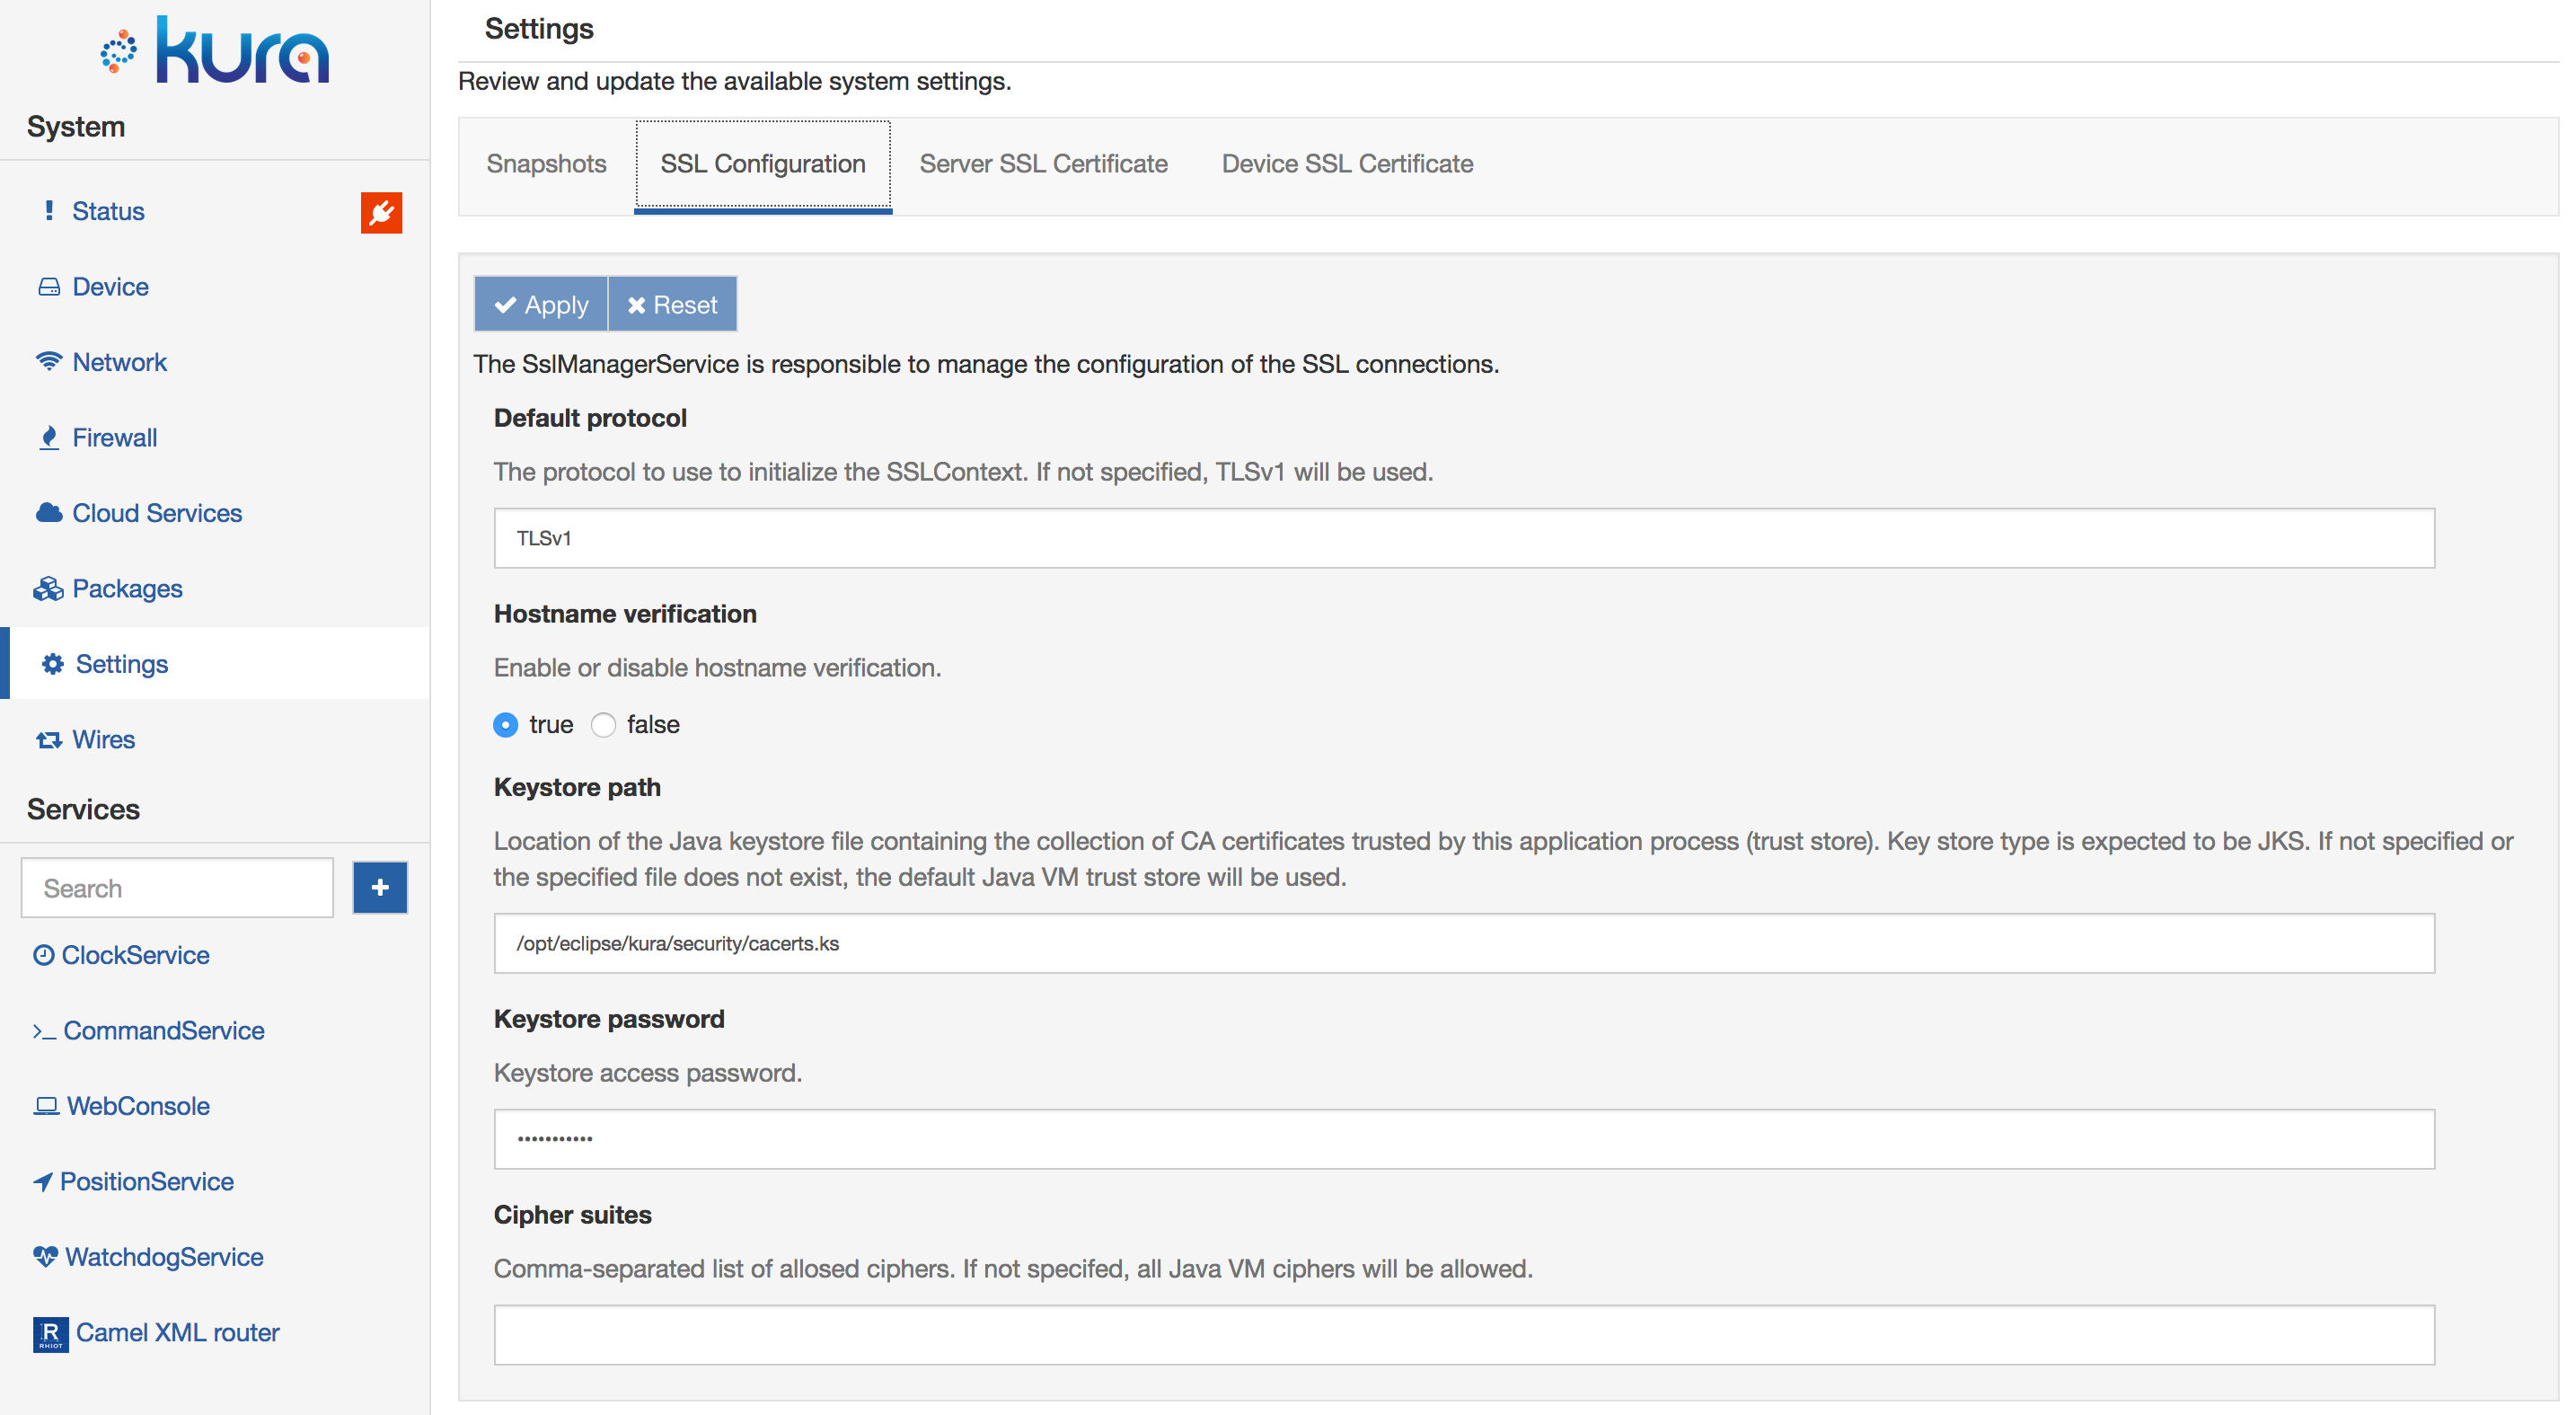 kura
System
Status
Device
Network
Firewall
Cloud Services
Packages
Settings
Wires
Services
Search
ClockService
CommandService
WebConsole
PositionService
WatchdogService
R
RHIOT
Camel XML router
Settings
Review and update the available system settings.
Snapshots SSL Configuration Server SSL Certificate Device SSL Certificate
Apply Reset
The SslManagerService is responsible to manage the configuration of the SSL connections.
Default protocol
The protocol to use to initialize the SSLContext. If not specified, TLSv1 will be used.
TLSv1
Hostname verification
Enable or disable hostname verification.
true false
Keystore path
Location of the Java keystore file containing the collection of CA certificates trusted by this application process (trust store). Key store type is expected to be JKS. If not specified or
the specified file does not exist, the default Java VM trust store will be used.
/opt/eclipse/kura/security/cacerts.ks
Keystore password
Keystore access password.
•••••••••••
Cipher suites
Comma-separated list of allosed ciphers. If not specifed, all Java VM ciphers will be allowed.